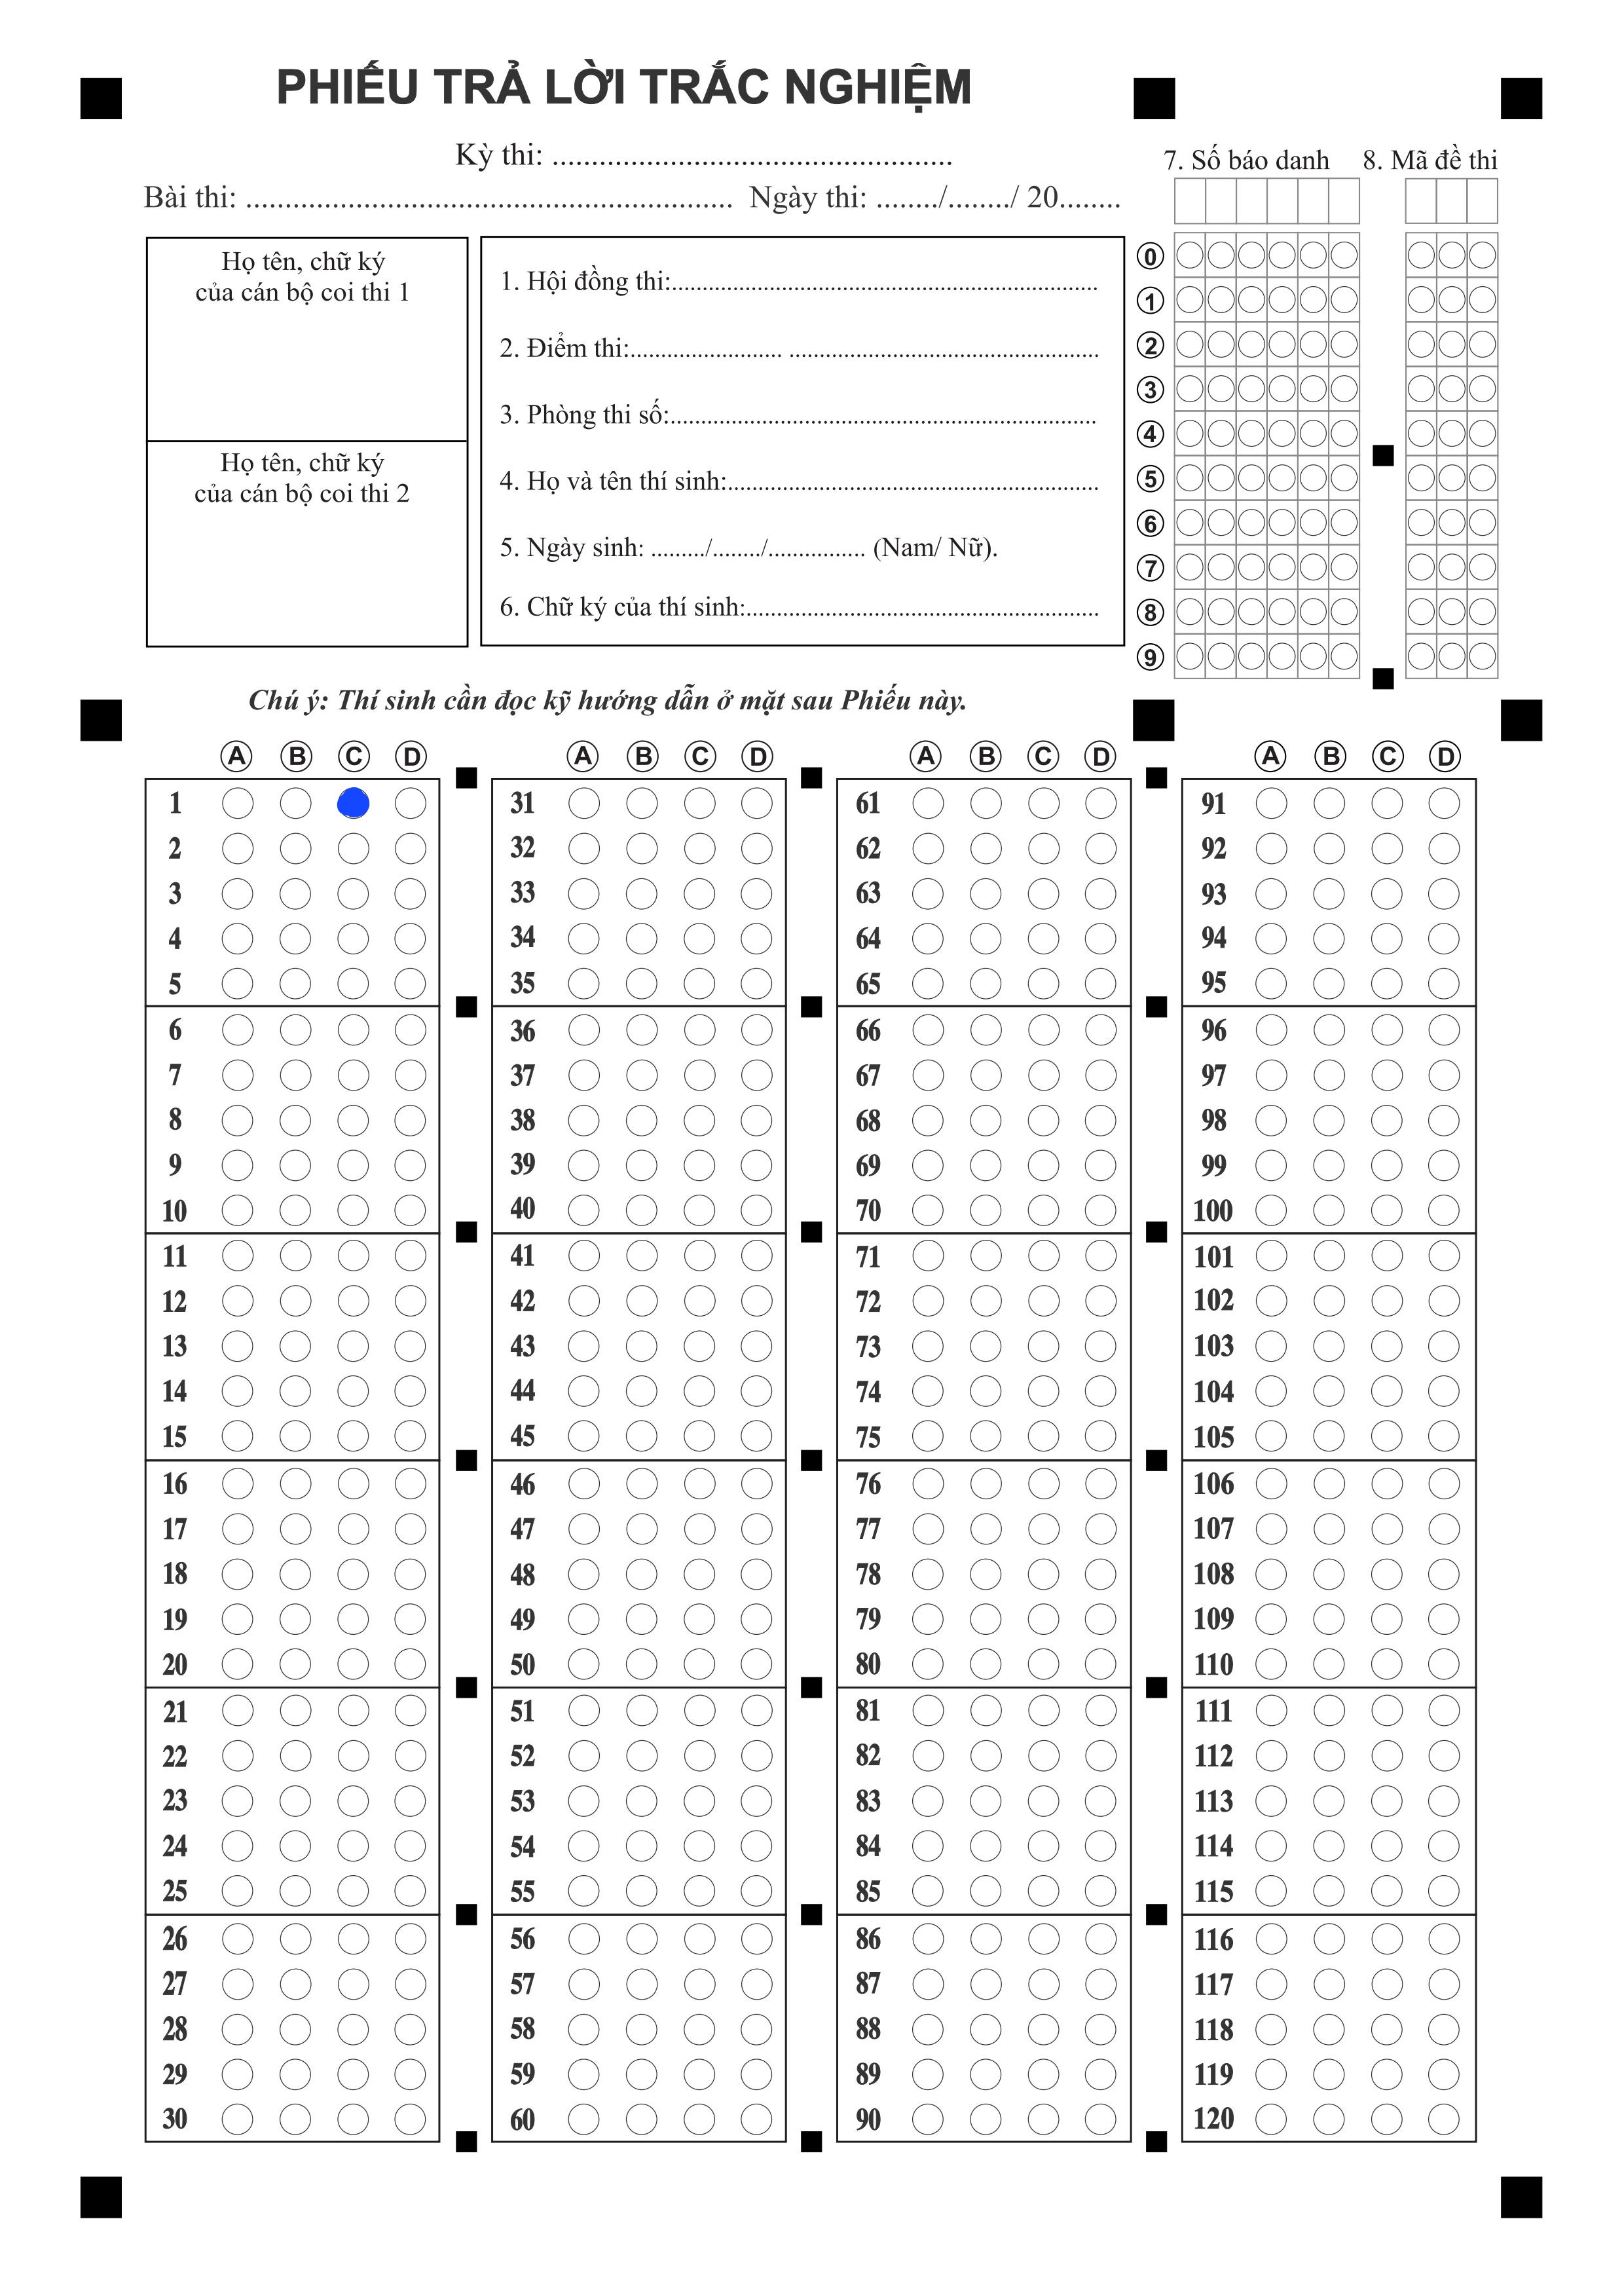 PHIẾU TRẢ LỜI TRẮC NGHIỆM
Kỳ thi: ...................................................
Bài thi: .............................................................. Ngày thi: ......../......../ 20........
Họ tên, chữ ký
của cán bộ coi thi 1
Họ tên, chữ ký
của cán bộ coi thi 2
1. Hội đồng thi:......................................................................
2. Điểm thi:......................... ...................................................
3. Phòng thi số:......................................................................
4. Họ và tên thí sinh:.............................................................
5. Ngày sinh: ........./......../................ (Nam/ Nữ).
6. Chữ ký của thí sinh:..........................................................
7. Số báo danh 8. Mã đề thi
0
1
2
3
4
5
6
7
8
9
Chú ý: Thí sinh cần đọc kỹ hướng dẫn ở mặt sau Phiếu này.
A B C D A B C D A B C D A B C D
1 31 61 91
2 32 62 92
3 33 63 93
4 34 64 94
5 35 65 95
6 36 66 96
7 37 67 97
8 38 68 98
9 39 69 99
10 40 70 100
11 41 71 101
12 42 72 102
13 43 73 103
14 44 74 104
15 45 75 105
16 46 76 106
17 47 77 107
18 48 78 108
19 49 79 109
20 50 80 110
21 51 81 111
22 52 82 112
23 53 83 113
24 54 84 114
25 55 85 115
26 56 86 116
27 57 87 117
28 58 88 118
29 59 89 119
30 60 90 120